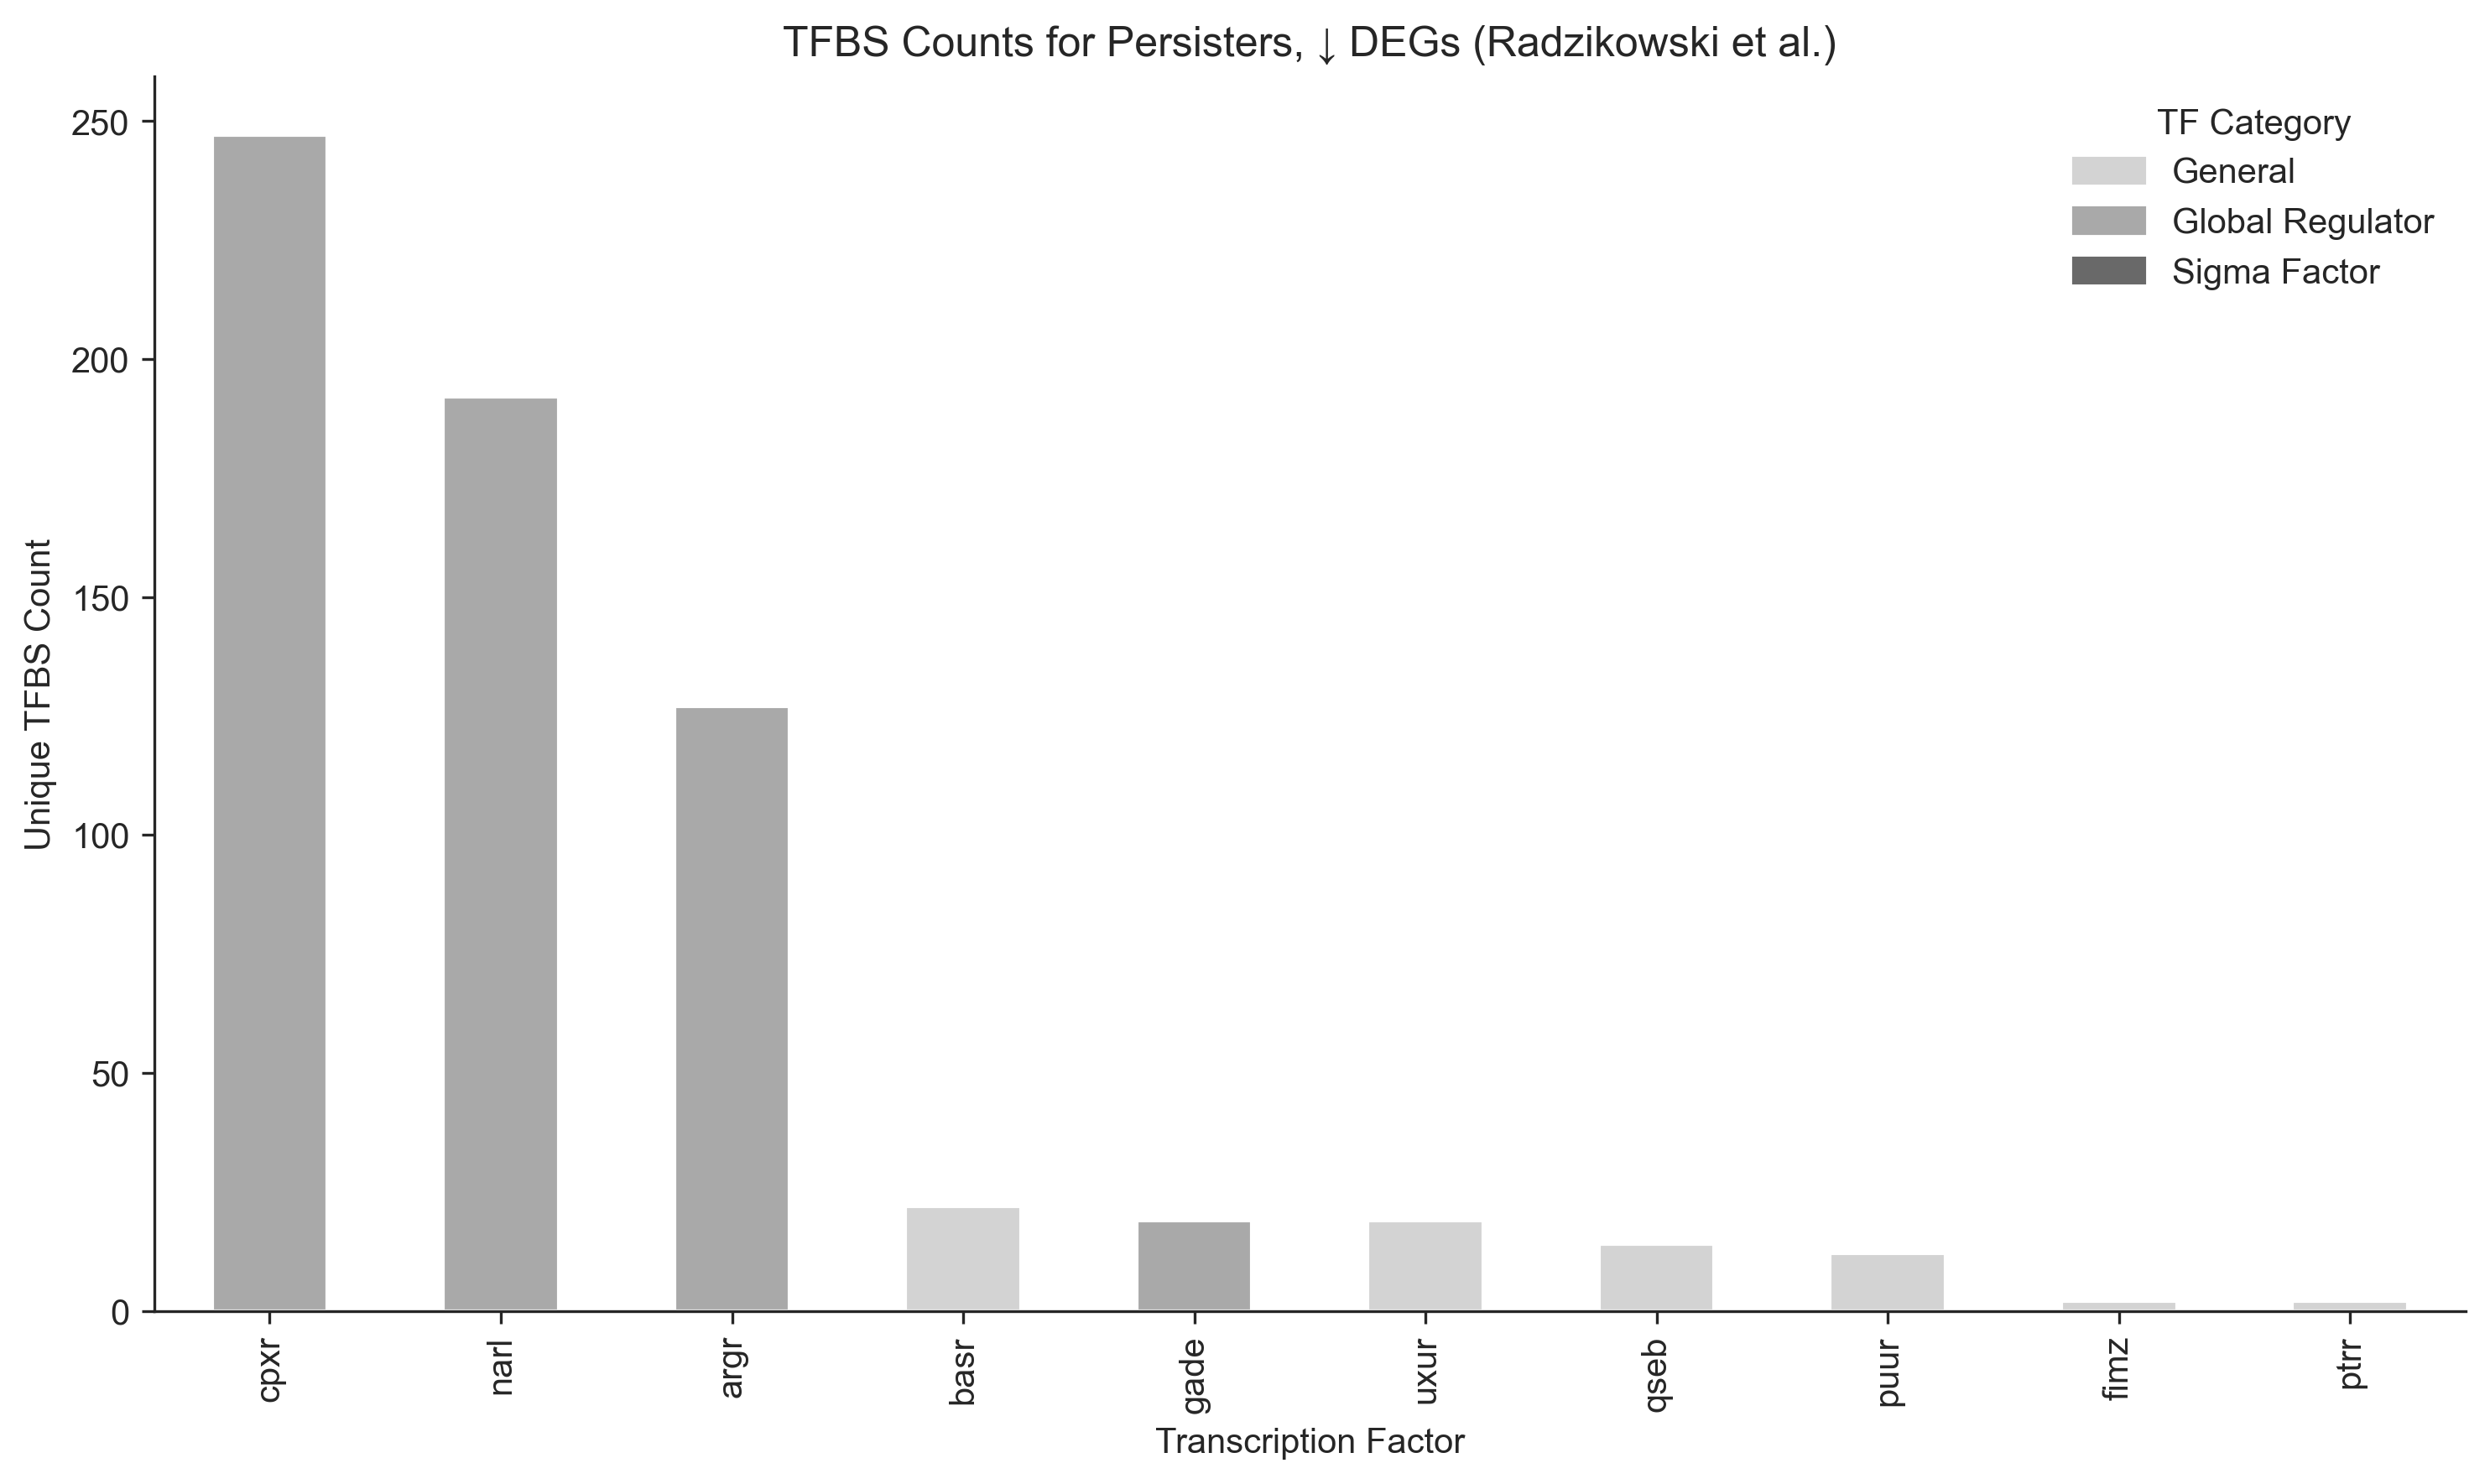 TFBS Counts for Persisters, ↓ DEGs (Radzikowski et al.)
TF Category
General
Global Regulator
Sigma Factor
Unique TFBS Count
250
200
150
100
50
0
cpxr
narl
argr
basr
gade
uxur
qseb
puur
fimz
ptrr
Transcription Factor